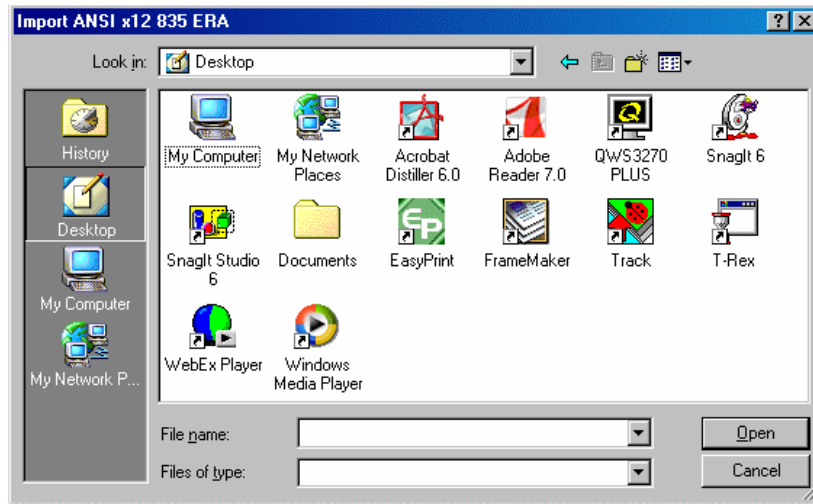 Import ANSI x12 835 ERA
Look in: Desktop
History
Desktop
My Computer
My Network P...
My Computer
My Network Places
Acrobat Distiller 6.0
Adobe Reader 7.0
QWS3270 PLUS
SnagIt 6
SnagIt Studio 6
Documents
EasyPrint
FrameMaker
Track
T-Rex
WebEx Player
Windows Media Player
File name:
Open
Files of type:
Cancel